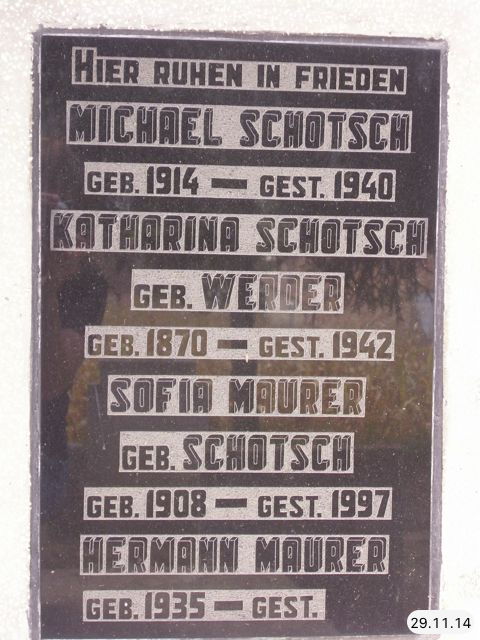 HIER RUHEN IN FRIEDEN
MICHAEL SCHOTSCH
GEB. 1914 — GEST. 1940
KATHARINA SCHOTSCH
GEB. WERDER
GEB. 1870 — GEST. 1942
SOFIA MAURER
GEB. SCHOTSCH
GEB. 1908 — GEST. 1997
HERMANN MAURER
GEB. 1935 — GEST.
29.11.14